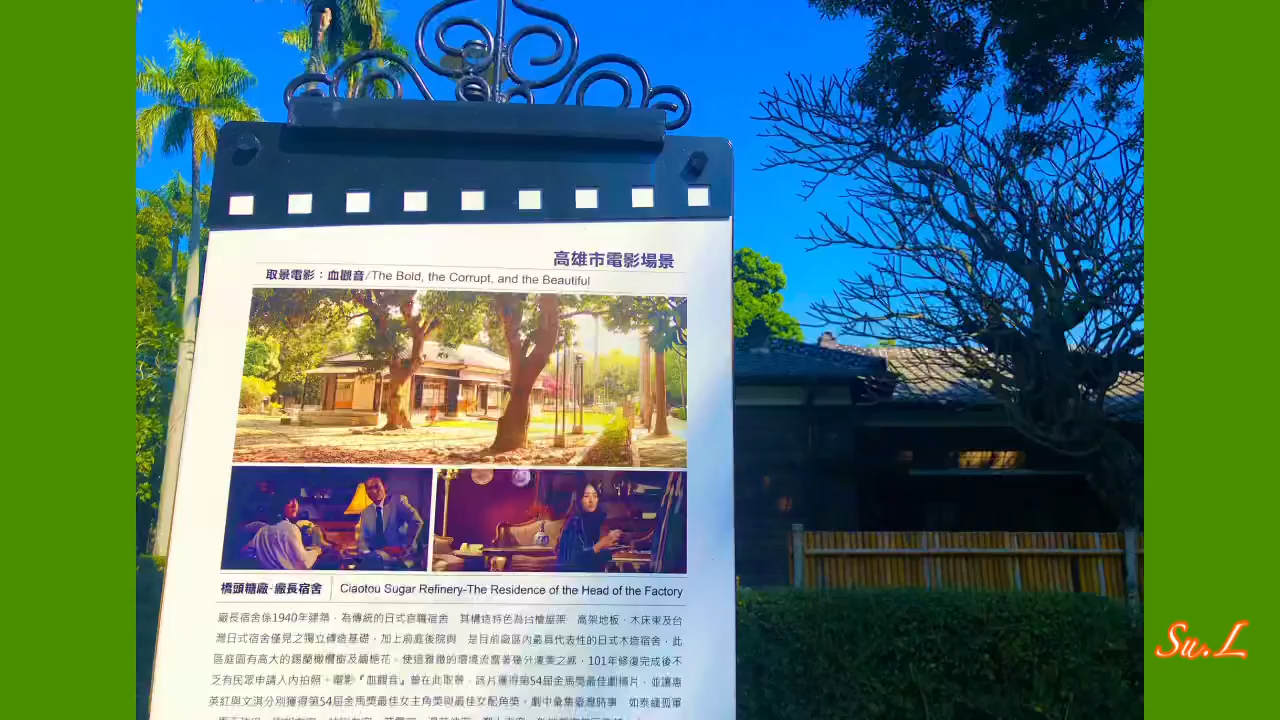 高雄市電影場景
取景電影：血觀音/The Bold, the Corrupt, and the Beautiful
橋頭糖廠-廠長宿舍 Ciaotou Sugar Refinery-The Residence of the Head of the Factory
廠長宿舍係1940年建築，為傳統的日式官職宿舍 其構造特色為台檜屋架 高架地板，木床束及台
灣日式宿舍僅見之獨立磚造基礎，加上前庭後院與 是目前廠區內最具代表性的日式木造宿舍，此
區庭園有高大的錫蘭橄欖樹及緬梔花。使這雅緻的環境流露著 淒美之感，101年修復完成後不
乏有民眾申請入內拍照。電影『血觀音』曾在此取景，該片獲得第54屆金馬獎最佳劇情片，並讓惠
英紅與文淇分別獲得第54屆金馬獎最佳女主角獎與最佳女配角獎，劇中彙集臺灣時事 如泰緬孤軍
Su.L